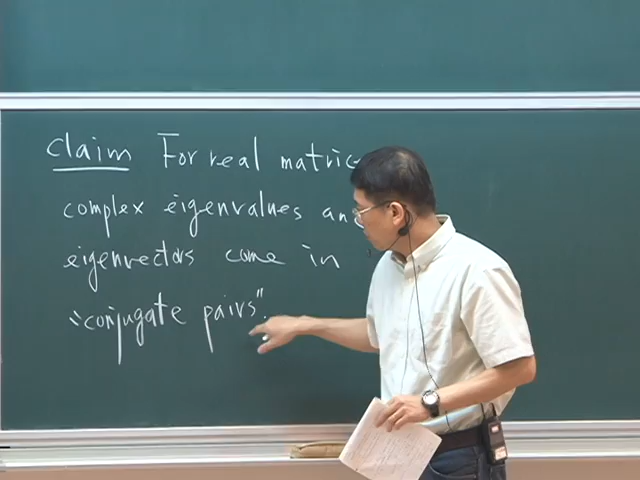 Claim For real matric
complex eigenvalues an
eigenvectors come in
"conjugate pairs".